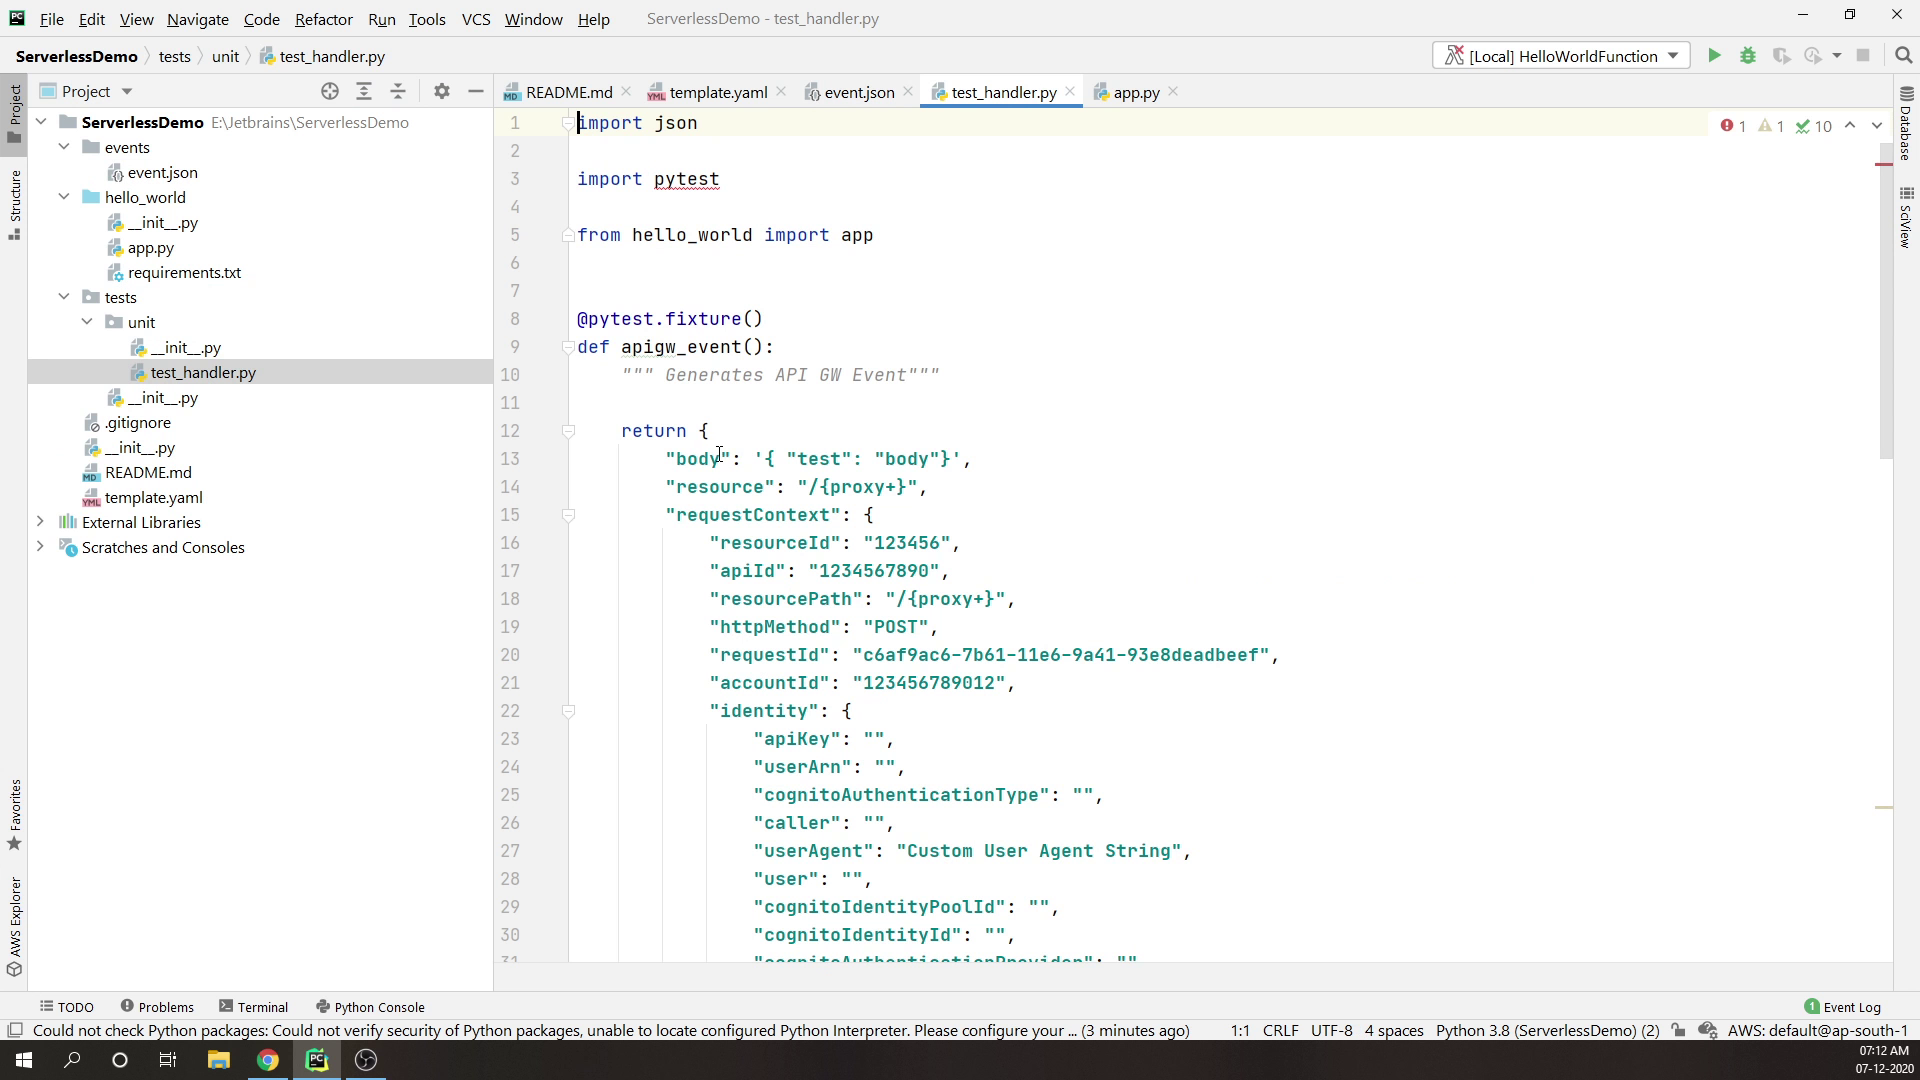 File Edit View Navigate Code Refactor Run Tools VCS Window Help ServerlessDemo - test_handler.py
ServerlessDemo tests unit test_handler.py
[Local] HelloWorldFunction
Project
README.md
template.yaml
event.json
test_handler.py
app.py
ServerlessDemo E:\Jetbrains\ServerlessDemo
events
event.json
hello_world
__init__.py
app.py
requirements.txt
tests
unit
__init__.py
test_handler.py
__init__.py
.gitignore
__init__.py
README.md
template.yaml
External Libraries
Scratches and Consoles
Project
Structure
Favorites
AWS Explorer
1 import json
2
3 import pytest
4
5 from hello_world import app
6
7
8 @pytest.fixture()
9 def apigw_event():
10 """ Generates API GW Event"""
11
12 return {
13 "body": '{ "test": "body"}',
14 "resource": "/{proxy+}",
15 "requestContext": {
16 "resourceId": "123456",
17 "apiId": "1234567890",
18 "resourcePath": "/{proxy+}",
19 "httpMethod": "POST",
20 "requestId": "c6af9ac6-7b61-11e6-9a41-93e8deadbeef",
21 "accountId": "123456789012",
22 "identity": {
23 "apiKey": "",
24 "userArn": "",
25 "cognitoAuthenticationType": "",
26 "caller": "",
27 "userAgent": "Custom User Agent String",
28 "user": "",
29 "cognitoIdentityPoolId": "",
30 "cognitoIdentityId": "",
31 "cognitoAuthenticationProvider": ""
1 1 10
Database
SciView
TODO Problems Terminal Python Console
1 Event Log
Could not check Python packages: Could not verify security of Python packages, unable to locate configured Python Interpreter. Please configure your ... (3 minutes ago) 1:1 CRLF UTF-8 4 spaces Python 3.8 (ServerlessDemo) (2) AWS: default@ap-south-1
07:12 AM
07-12-2020